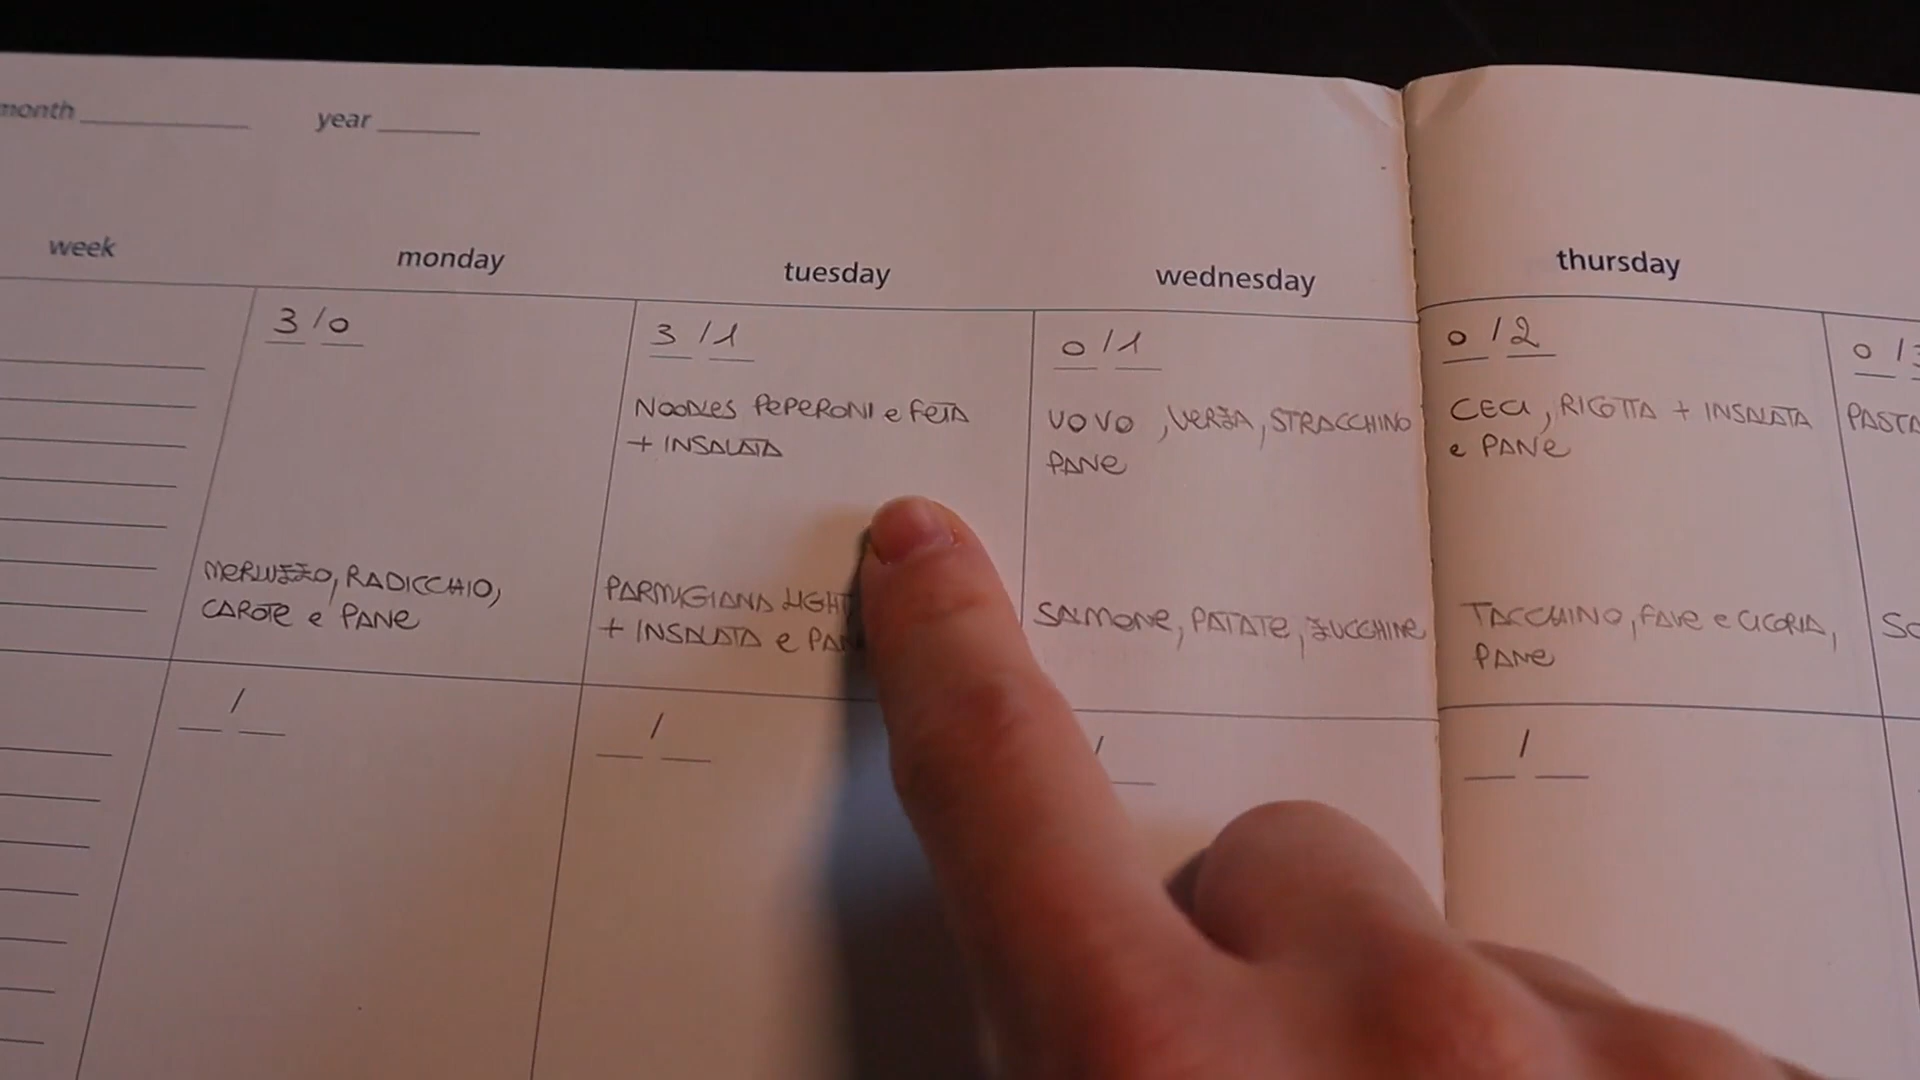 month year
week monday tuesday wednesday thursday
3/0
MERLUZZO, RADICCHIO,
CAROTE e PANE
3/1
NOODLES PEPERONI e FETA
+ INSALATA
PARMIGIANA LIGHT
+ INSALATA e
0/1
UOVO, VERZA, STRACCHINO
PANE
SALMONE, PATATE, ZUCCHINE
0/2
CECI, RICOTTA + INSALATA
e PANE
TACCHINO, FAVE e CICORIA,
PANE
0/
/
/
/
/